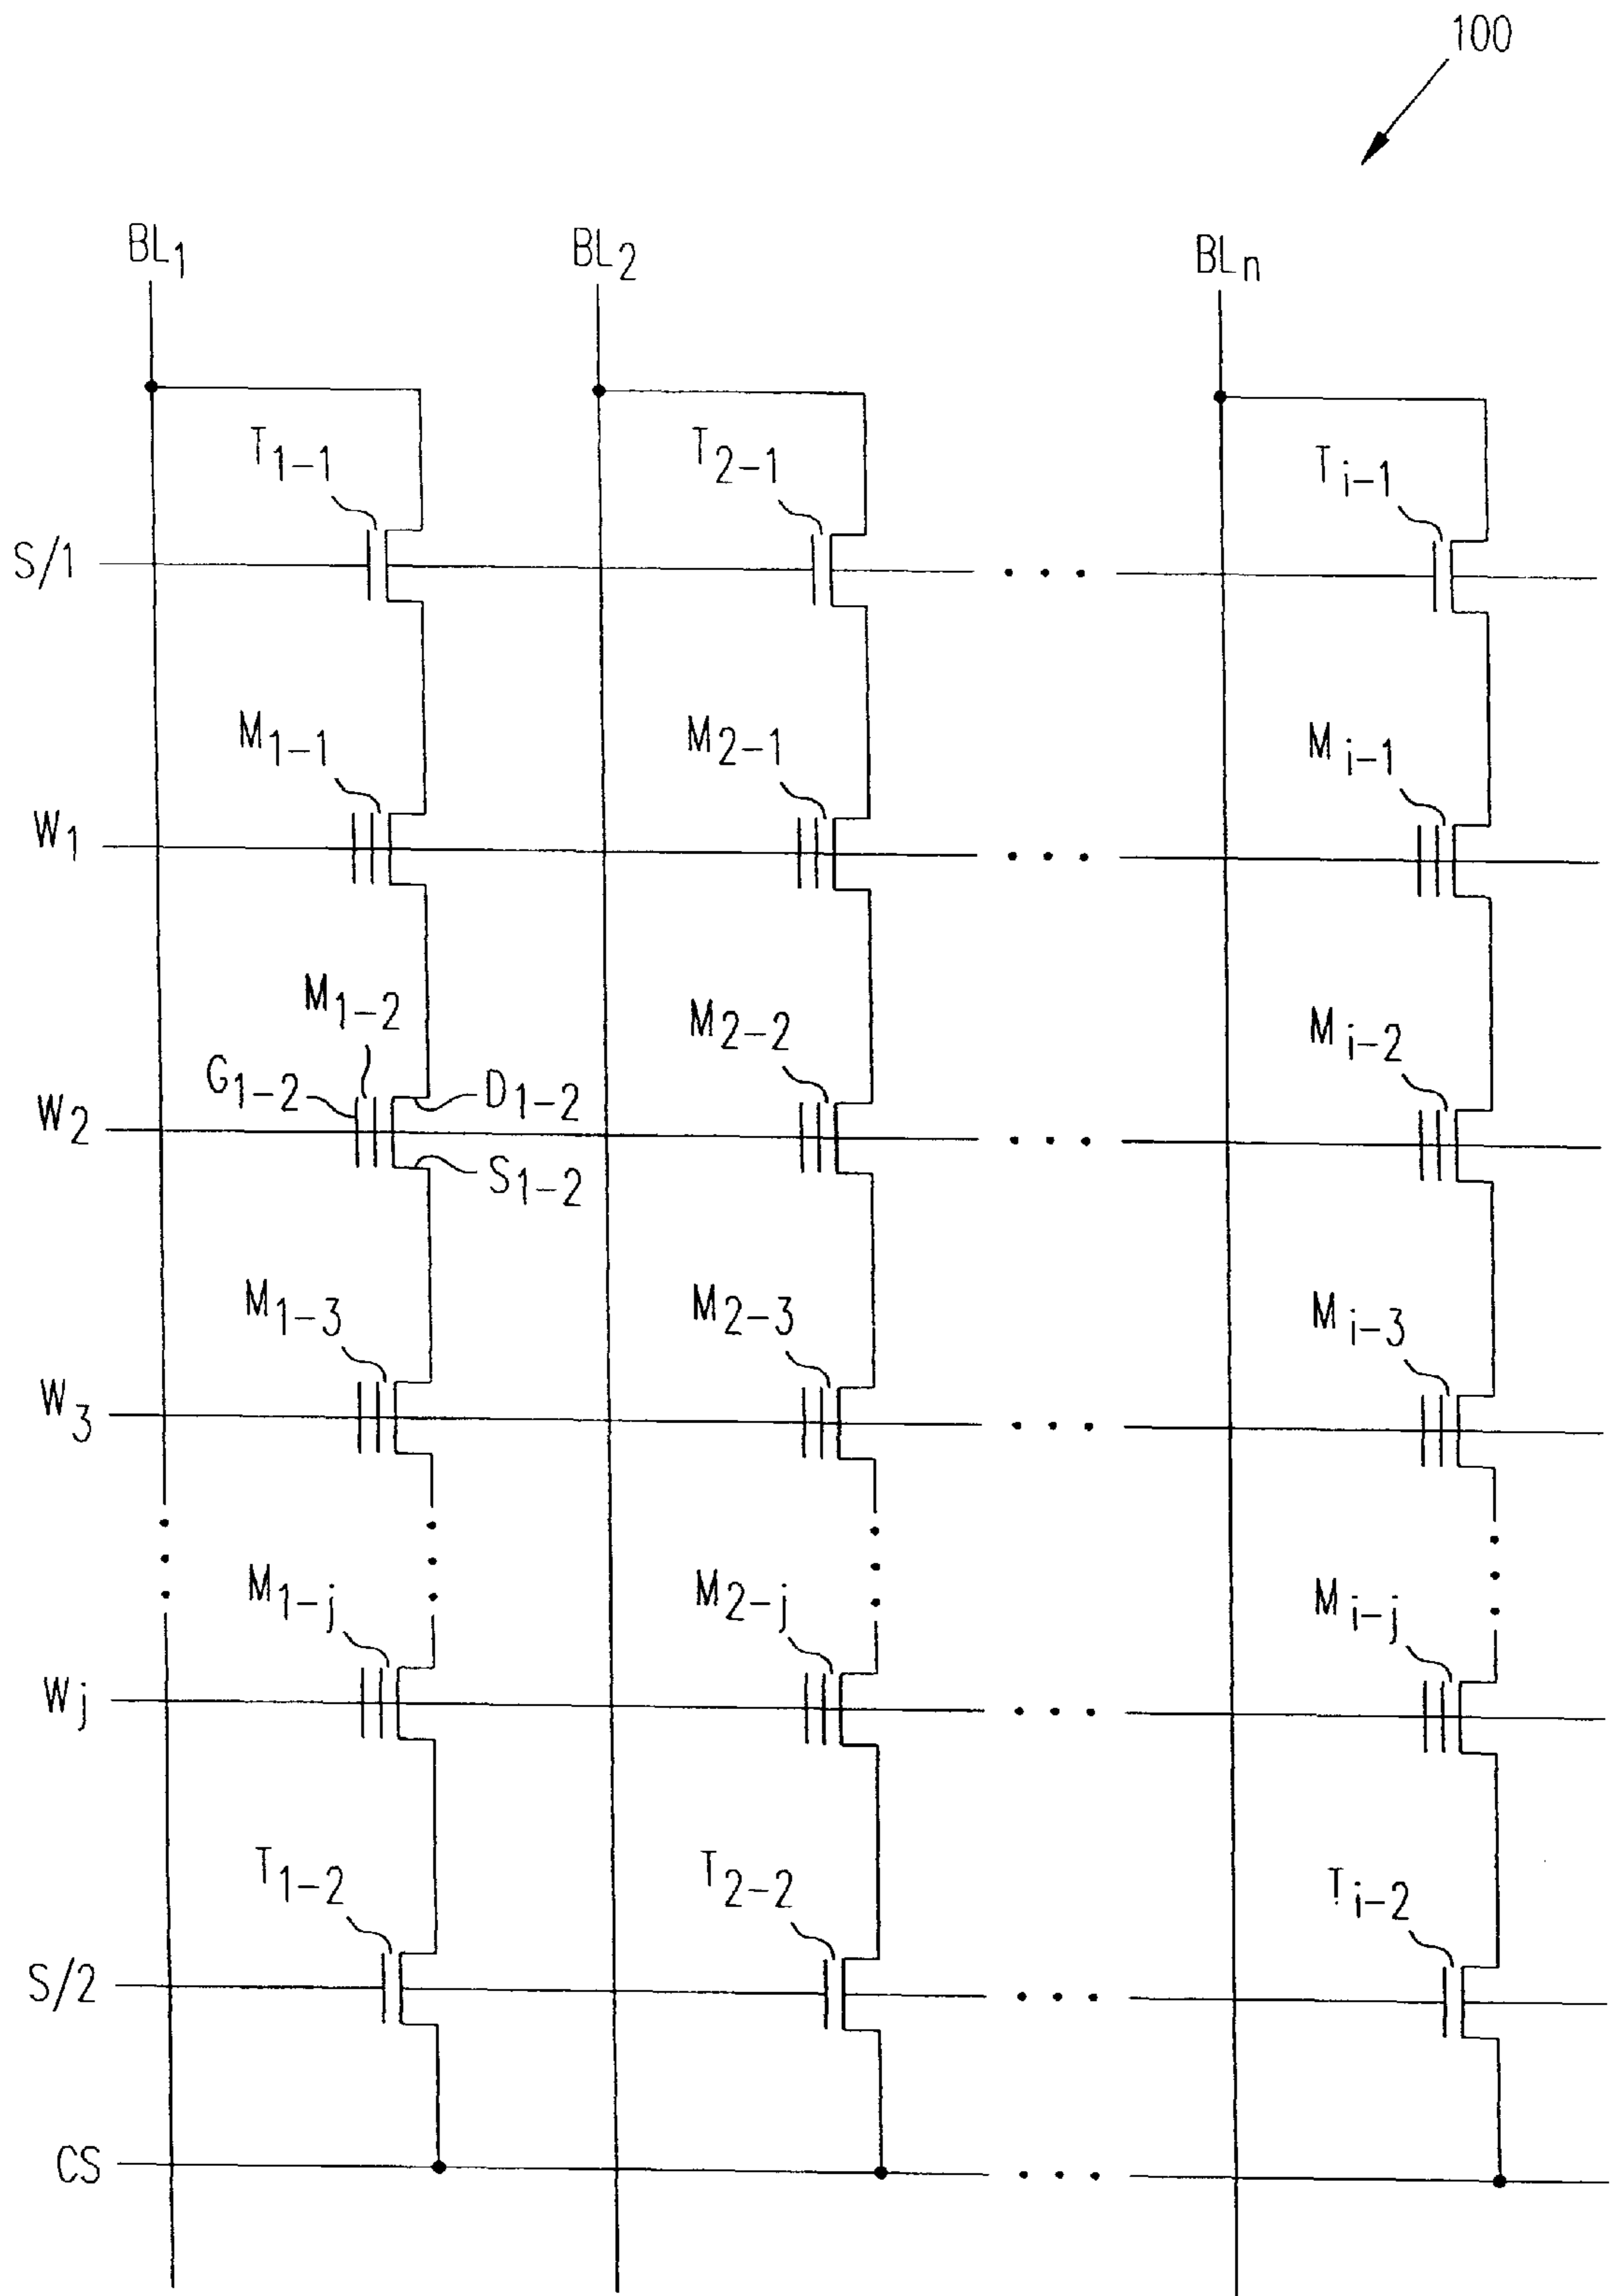 100
BL1 BL2 BLn
T1-1 T2-1 Ti-1
S/1
M1-1 M2-1 Mi-1
W1
M1-2 M2-2 Mi-2
G1-2 D1-2
W2
S1-2
M1-3 M2-3 Mi-3
W3
M1-j M2-j Mi-j
Wj
T1-2 T2-2 Ti-2
S/2
CS